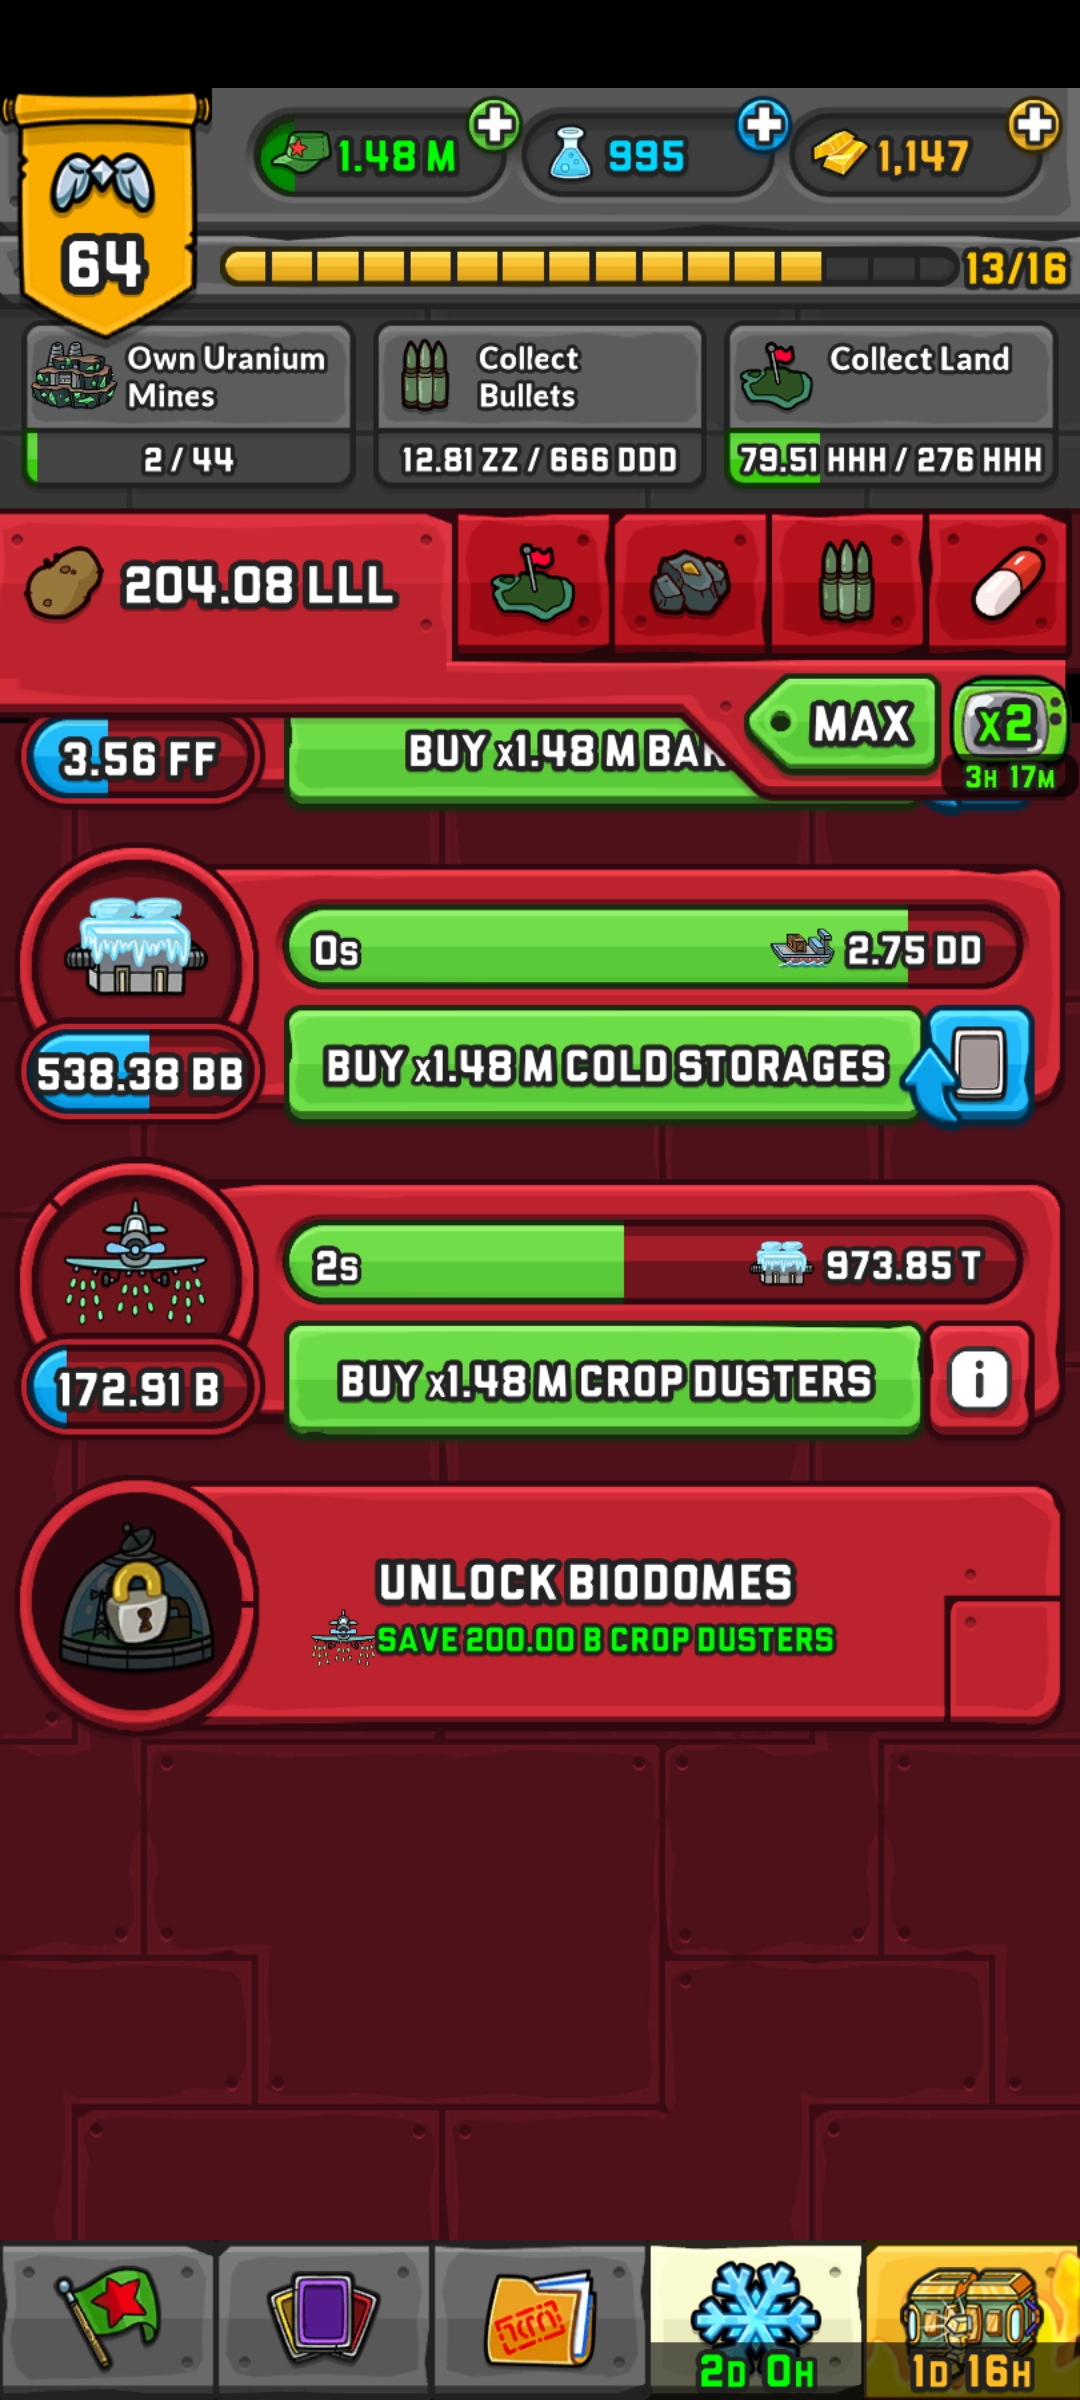 64
1.48 M
995
1,147
13/16
Own Uranium
Mines
2 / 44
Collect
Bullets
12.81 ZZ / 666 DDD
Collect Land
79.51 HHH / 276 HHH
204.08 LLL
MAX
X2
3H 17M
3.56 FF
BUY x1.48 M
0s
2.75 DD
538.38 BB
BUY x1.48 M COLD STORAGES
2s
973.85 T
172.91 B
BUY x1.48 M CROP DUSTERS
i
UNLOCK BIODOMES
SAVE 200.00 B CROP DUSTERS
2D 0H
1D 16H